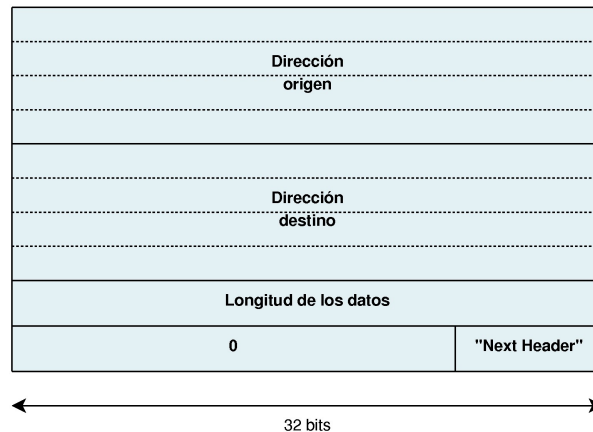 Dirección
origen
Dirección
destino
Longitud de los datos
0 "Next Header"
32 bits